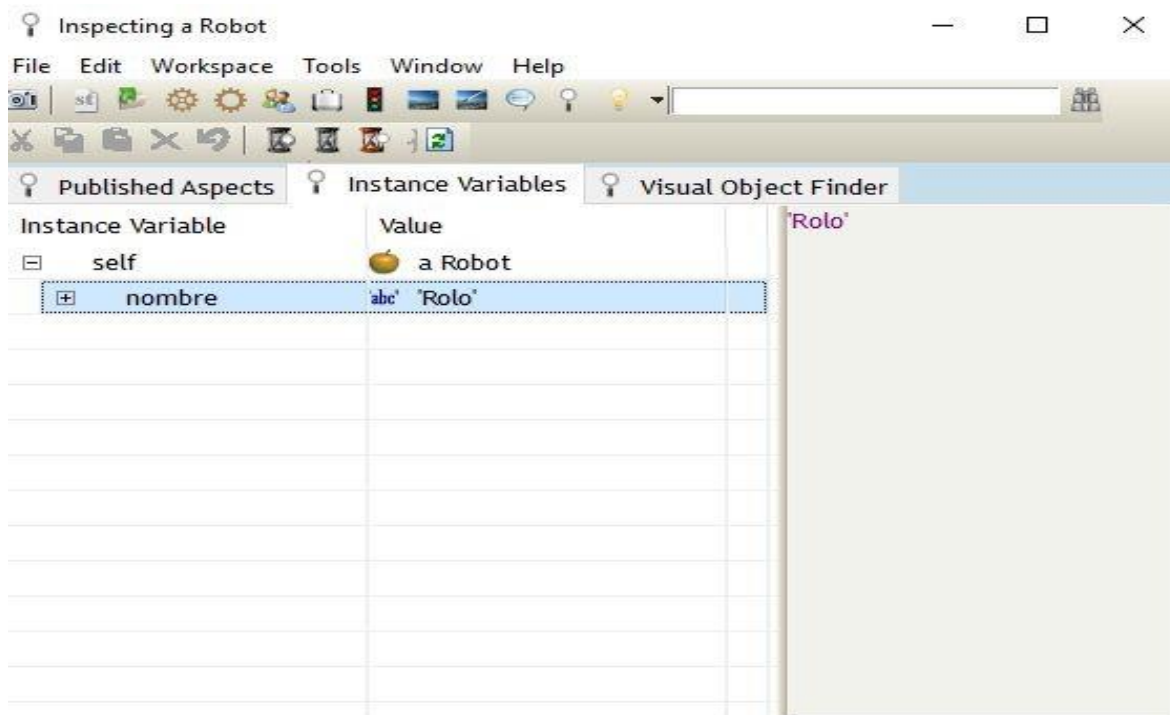 Inspecting a Robot
File Edit Workspace Tools Window Help
Published Aspects Instance Variables Visual Object Finder
Instance Variable Value
'Rolo'
self a Robot
nombre 'abc' 'Rolo'